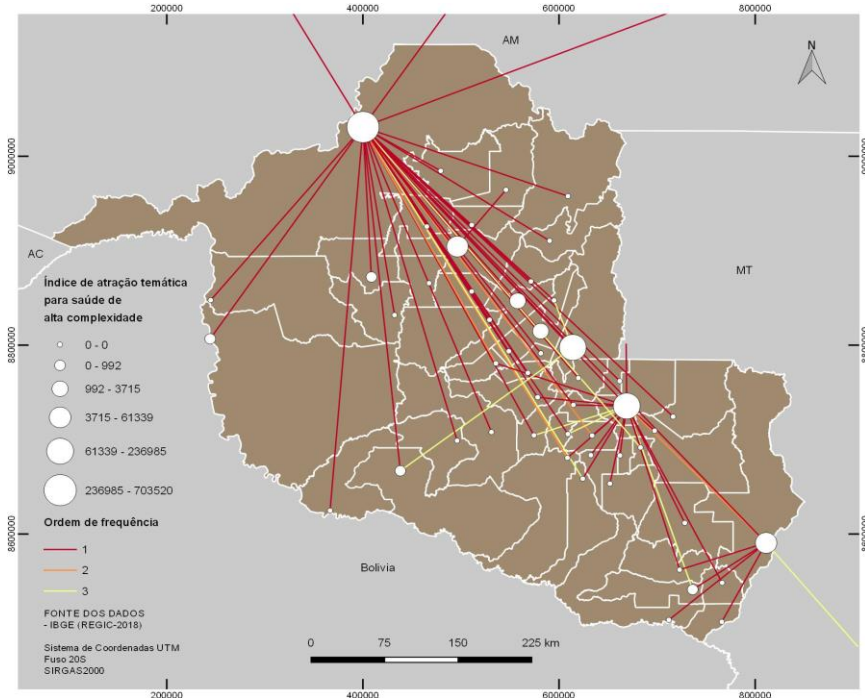 200000 400000 600000 800000
AM
N
9000000 9000000
AC
MT
Índice de atração temática
para saúde de
alta complexidade
0 - 0
0 - 992
992 - 3715
3715 - 61339
61339 - 236985
236985 - 703520
8800000 8800000
Ordem de frequência
1
2
3
8600000 8600000
Bolivia
FONTE DOS DADOS
- IBGE (REGIC-2018)
Sistema de Coordenadas UTM
Fuso 20S
SIRGAS2000
0 75 150 225 km
200000 400000 600000 800000